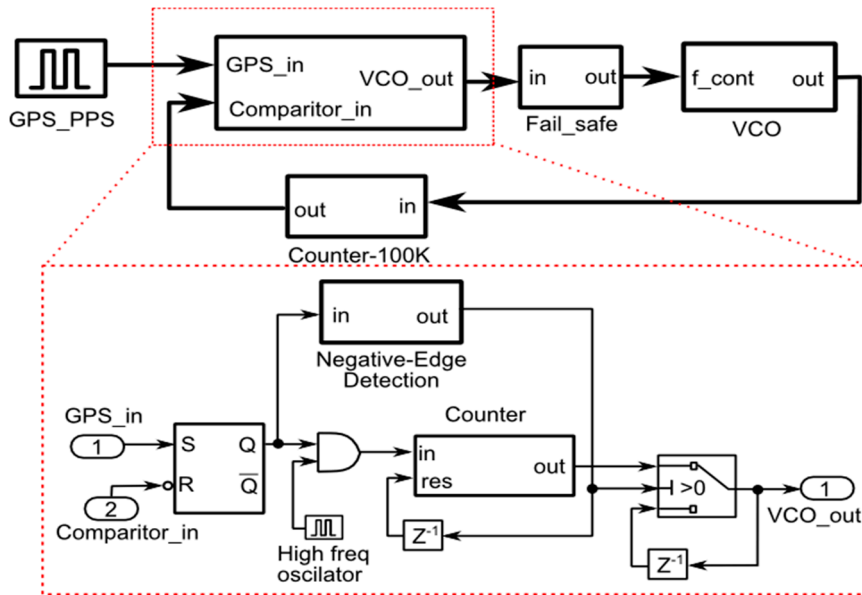 GPS_PPS
GPS_in
VCO_out
Comparitor_in
in out
Fail_safe
f_cont out
VCO
out in
Counter-100K
in out
Negative-Edge
Detection
GPS_in
1
S Q
R Q̅
2
Comparitor_in
High freq
oscilator
Counter
in
out
res
Z⁻¹
>0
Z⁻¹
1
VCO_out